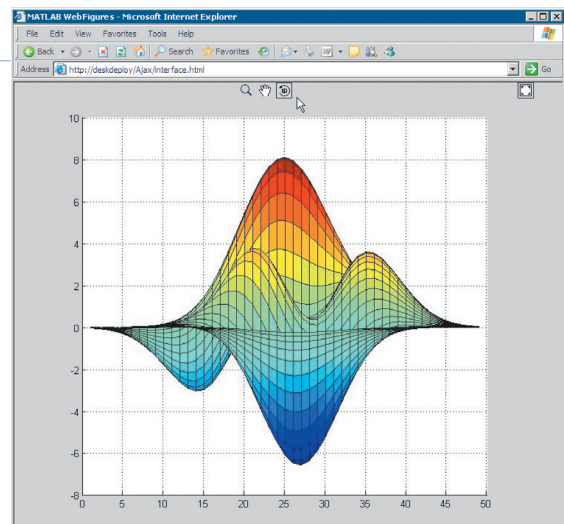 MATLAB WebFigures - Microsoft Internet Explorer
File Edit View Favorites Tools Help
Back Search Favorites
Address http://deskdeploy/Ajax/interface.html Go
10
8
6
4
2
0
-2
-4
-6
-8
0 5 10 15 20 25 30 35 40 45 50